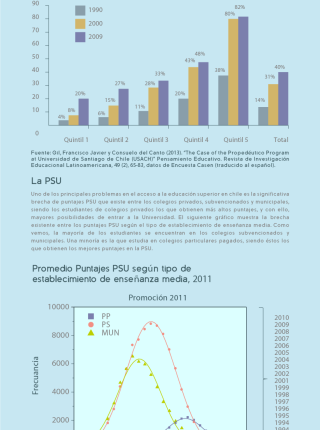 90
80
70
60
50
40
30
20
10
0
1990
2000
2009
4%
8%
20%
6%
15%
27%
11%
28%
33%
20%
43%
48%
38%
80%
82%
14%
31%
40%
Quintil 1
Quintil 2
Quintil 3
Quintil 4
Quintil 5
Total
Fuente: Gil, Francisco Javier y Consuelo del Canto (2013), "The Case of the Propaedeutico Program
at Universidad de Santiago de Chile (USACH)" Pensamiento Educativo. Revista de Investigación
Educacional Latinoamericana, 49 (2), 65-83, datos de Encuesta Casen (traducido al español).
La PSU
Uno de los principales problemas en el acceso a la educación superior en chile es la significativa
brecha de puntajes PSU que existe entre los colegios privados, subvencionados y municipales,
siendo los estudiantes de colegios privados los que obtienen más altos puntajes, y con ello,
mayores posibilidades de entrar a la Universidad. El siguiente gráfico muestra la brecha
existente entre los puntajes PSU según el tipo de establecimiento de enseñanza media. Como
vemos, la mayoría de los estudiantes se encuentran en los colegios subvencionados y
municipales. Una minoría es la que estudia en colegios particulares pagados, siendo éstos los
que obtienen los mejores puntajes en la PSU.
Promedio Puntajes PSU según tipo de
establecimiento de enseñanza media, 2011
Promoción 2011
10000
8000
6000
4000
2000
Frecuancia
PP
PS
MUN
2010
2009
2008
2007
2006
2005
2004
2003
2002
2001
1999
1998
1997
1996
1995
1994